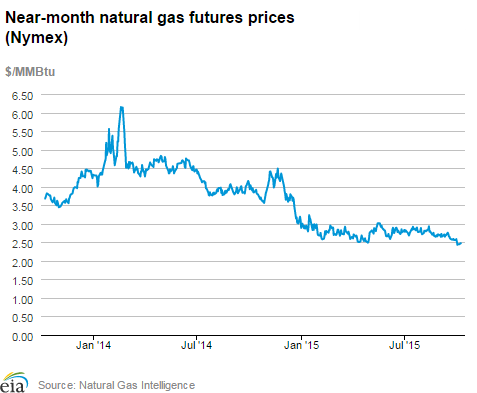 Near-month natural gas futures prices
(Nymex)
$/MMBtu
6.50
6.00
5.50
5.00
4.50
4.00
3.50
3.00
2.50
2.00
1.50
1.00
0.50
0.00
Jan '14 Jul '14 Jan '15 Jul '15
eia Source: Natural Gas Intelligence